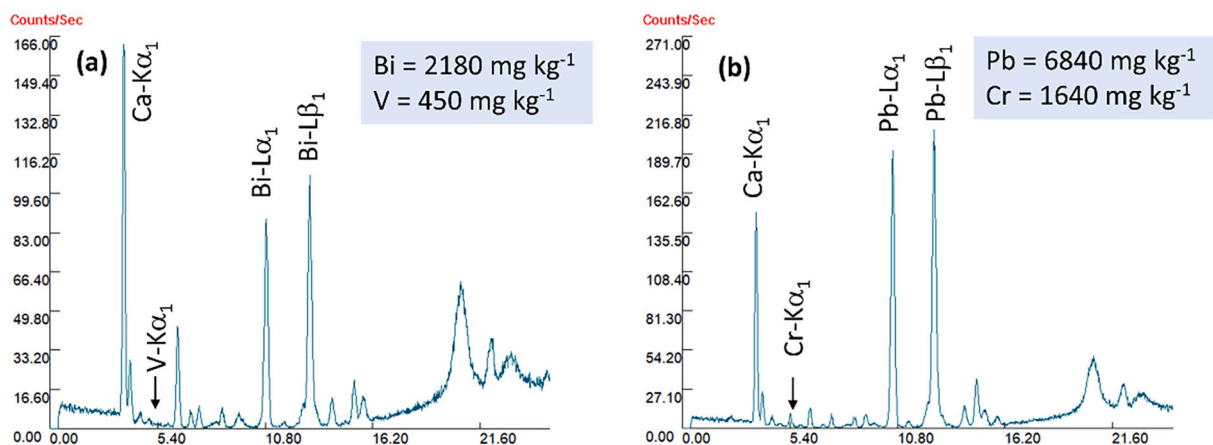 Counts/Sec
166.00
149.40
132.80
116.20
99.60
83.00
66.40
49.80
33.20
16.60
0.00
0.00 5.40 10.80 16.20 21.60
(a)
Ca-Kα₁
V-Kα₁
Bi-Lα₁
Bi-Lβ₁
Bi = 2180 mg kg⁻¹
V = 450 mg kg⁻¹
Counts/Sec
271.00
243.90
216.80
189.70
162.60
135.50
108.40
81.30
54.20
27.10
0.00
0.00 5.40 10.80 16.20 21.60
(b)
Ca-Kα₁
Cr-Kα₁
Pb-Lα₁
Pb-Lβ₁
Pb = 6840 mg kg⁻¹
Cr = 1640 mg kg⁻¹